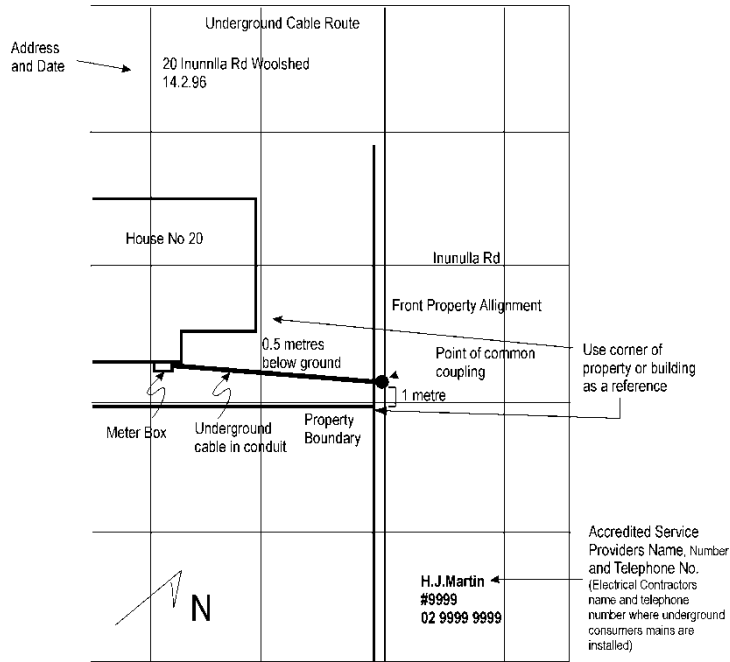 Underground Cable Route
Address
and Date
20 Inunnlla Rd Woolshed
14.2.96
House No 20
Inunulla Rd
Front Property Allignment
0.5 metres
below ground
Point of common
coupling
Use corner of
property or building
as a reference
1 metre
Meter Box
Underground
cable in conduit
Property
Boundary
Accredited Service
Providers Name, Number
and Telephone No.
(Electrical Contractors
name and telephone
number where underground
consumers mains are
installed)
H.J.Martin
#9999
02 9999 9999
N